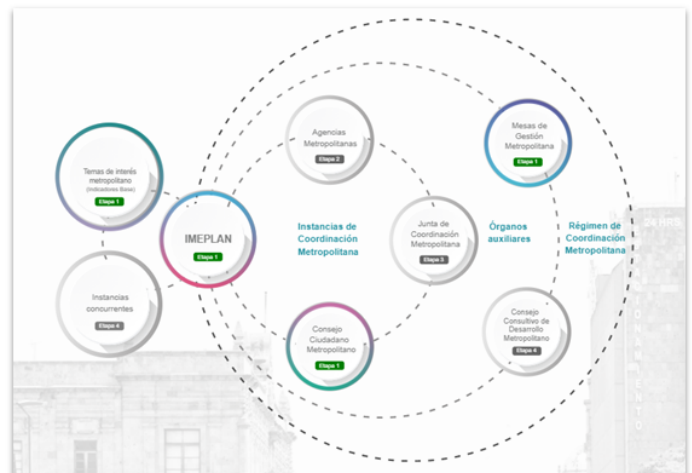 Temas de interés
metropolitano
(Indicadores Base)
Etapa 1
Instancias
concurrentes
Etapa 4
IMEPLAN
Etapa 1
Agencias
Metropolitanas
Etapa 2
Instancias de
Coordinación
Metropolitana
Consejo
Ciudadano
Metropolitano
Etapa 1
Junta de
Coordinación
Metropolitana
Etapa 3
Órganos
auxiliares
Mesas de
Gestión
Metropolitana
Etapa 1
Consejo
Consultivo de
Desarrollo
Metropolitano
Etapa 4
Régimen de
Coordinación
Metropolitana
24 HRS